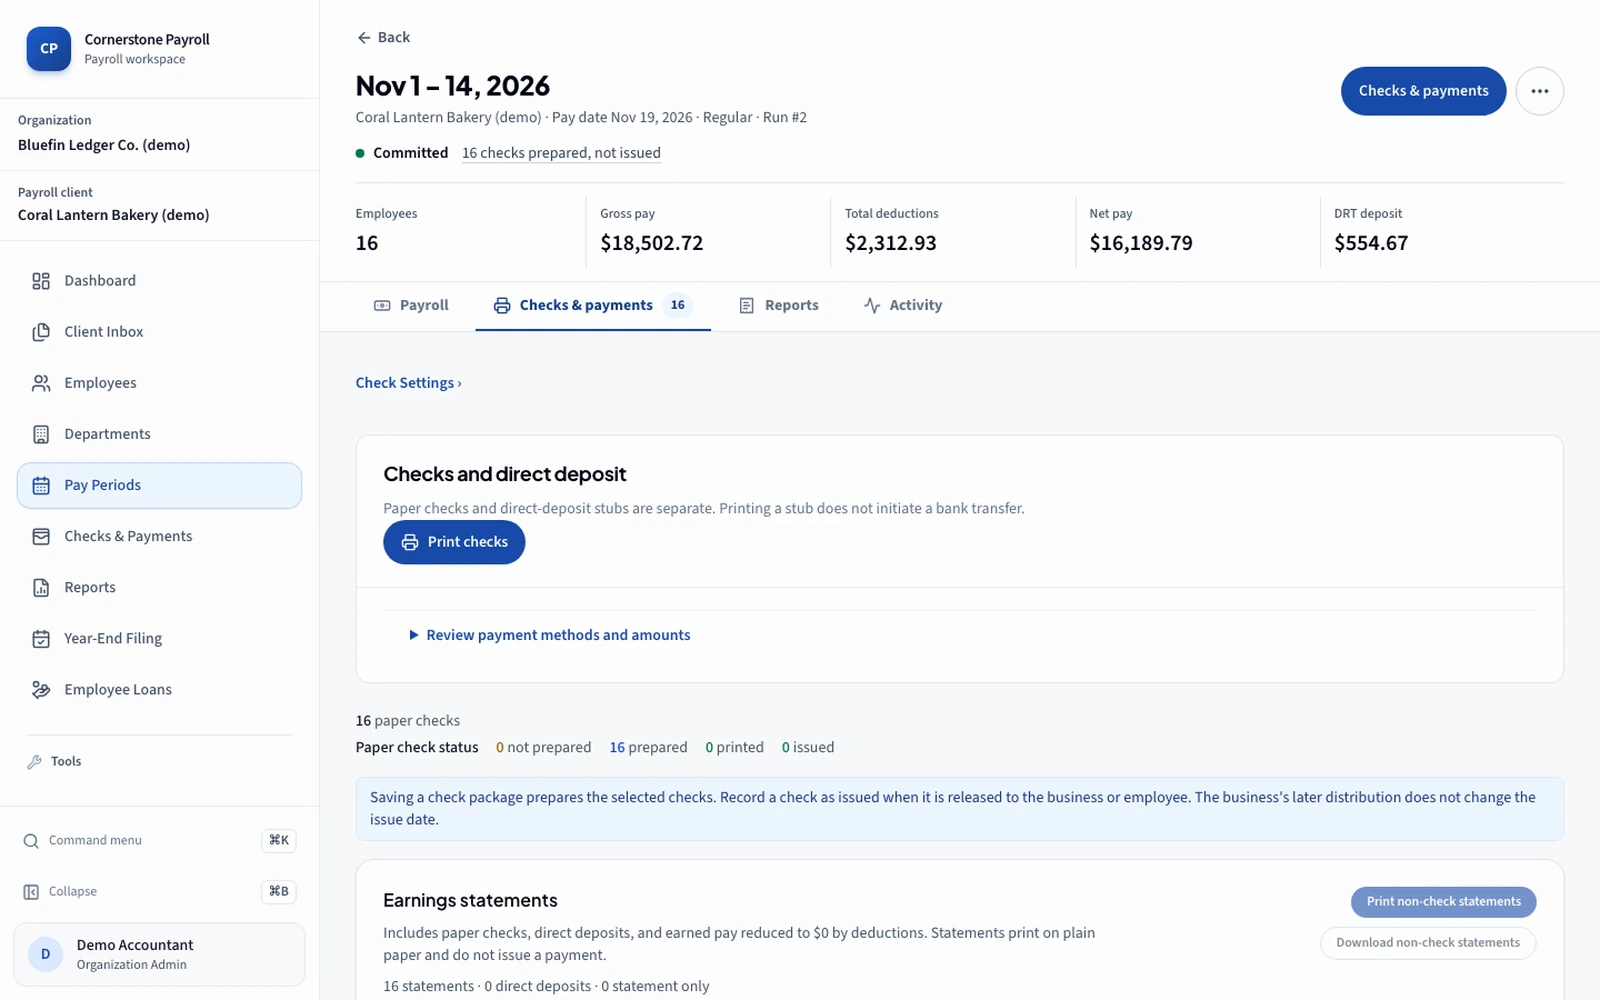 CP
Cornerstone Payroll
Payroll workspace
Organization
Bluefin Ledger Co. (demo)
Payroll client
Coral Lantern Bakery (demo)
Dashboard
Client Inbox
Employees
Departments
Pay Periods
Checks & Payments
Reports
Year-End Filing
Employee Loans
Tools
Command menu ⌘K
Collapse ⌘B
D
Demo Accountant
Organization Admin
← Back
Nov 1 – 14, 2026
Coral Lantern Bakery (demo) · Pay date Nov 19, 2026 · Regular · Run #2
Committed 16 checks prepared, not issued
Checks & payments ···
Employees
16
Gross pay
$18,502.72
Total deductions
$2,312.93
Net pay
$16,189.79
DRT deposit
$554.67
Payroll Checks & payments 16 Reports Activity
Check Settings ›
Checks and direct deposit
Paper checks and direct-deposit stubs are separate. Printing a stub does not initiate a bank transfer.
Print checks
▶ Review payment methods and amounts
16 paper checks
Paper check status 0 not prepared 16 prepared 0 printed 0 issued
Saving a check package prepares the selected checks. Record a check as issued when it is released to the business or employee. The business's later distribution does not change the
issue date.
Earnings statements
Includes paper checks, direct deposits, and earned pay reduced to $0 by deductions. Statements print on plain
paper and do not issue a payment.
16 statements · 0 direct deposits · 0 statement only
Print non-check statements
Download non-check statements